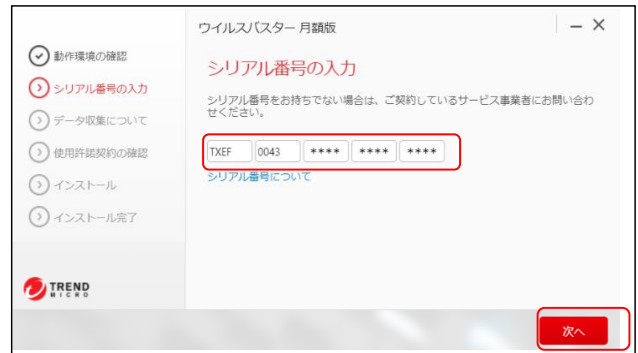 ウイルスバスター 月額版
動作環境の確認
シリアル番号の入力
データ収集について
使用許諾契約の確認
インストール
インストール完了
TREND
MICRO
シリアル番号の入力
シリアル番号をお持ちでない場合は、ご契約しているサービス事業者にお問い合わ
せください。
TXEF 0043 **** **** ****
シリアル番号について
次へ